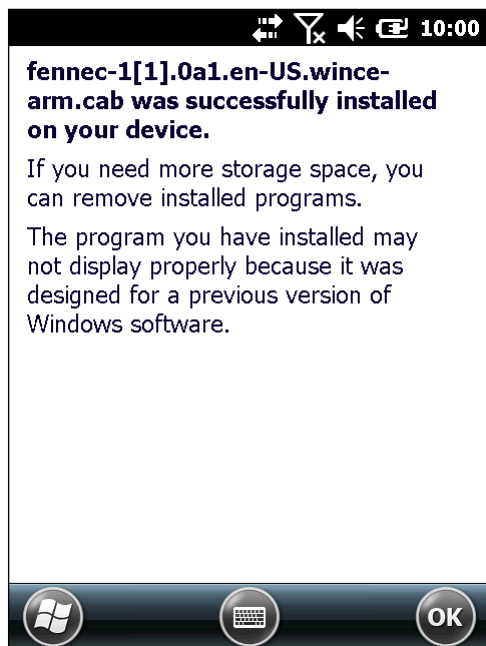 10:00
fennec-1[1].0a1.en-US.wince-
arm.cab was successfully installed
on your device.
If you need more storage space, you
can remove installed programs.
The program you have installed may
not display properly because it was
designed for a previous version of
Windows software.
OK